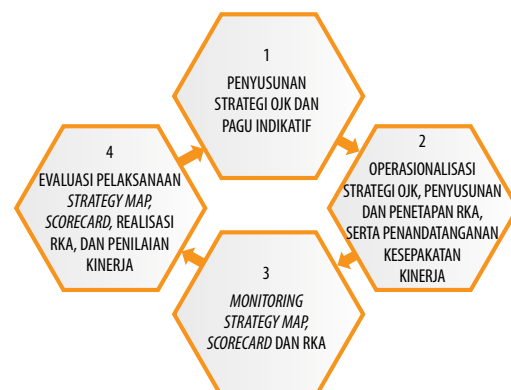 1
PENYUSUNAN
STRATEGI OJK DAN
PAGU INDIKATIF
2
OPERASIONALISASI
STRATEGI OJK, PENYUSUNAN
DAN PENETAPAN RKA,
SERTA PENANDATANGANAN
KESEPAKATAN
KINERJA
3
MONITORING
STRATEGY MAP,
SCORECARD DAN RKA
4
EVALUASI PELAKSANAAN
STRATEGY MAP,
SCORECARD, REALISASI
RKA, DAN PENILAIAN
KINERJA